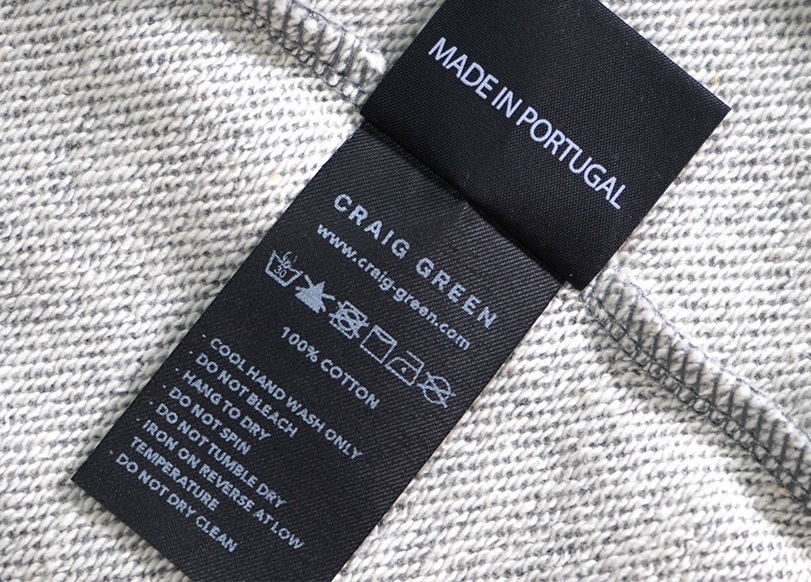 MADE IN PORTUGAL
CRAIG GREEN
www.craig-green.com
30
100% COTTON
· COOL HAND WASH ONLY
· DO NOT BLEACH
· HANG TO DRY
· DO NOT SPIN
· DO NOT TUMBLE DRY
· IRON ON REVERSE AT LOW
TEMPERATURE
· DO NOT DRY CLEAN